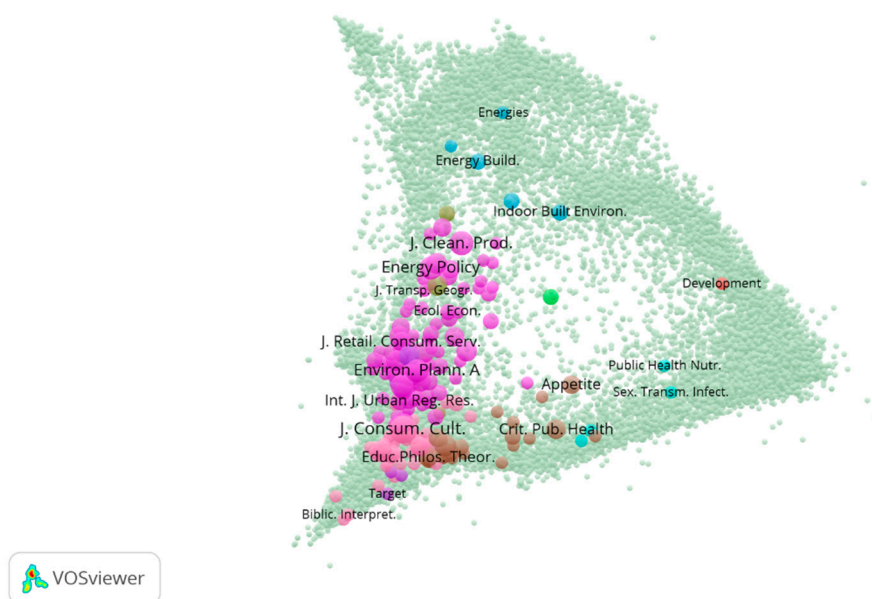 Energies
Energy Build.
Indoor Built Environ.
J. Clean. Prod.
Energy Policy
Development
J. Transp. Geogr.
Ecol. Econ.
J. Retail. Consum. Serv.
Public Health Nutr.
Environ. Plann. A
Appetite
Sex. Transm. Infect.
Int. J. Urban Reg. Res.
J. Consum. Cult.
Crit. Pub. Health
Educ.Philos. Theor.
Target
Biblic. Interpret.
VOSviewer